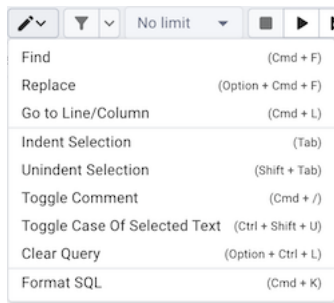 No limit
Find (Cmd + F)
Replace (Option + Cmd + F)
Go to Line/Column (Cmd + L)
Indent Selection (Tab)
Unindent Selection (Shift + Tab)
Toggle Comment (Cmd + /)
Toggle Case Of Selected Text (Ctrl + Shift + U)
Clear Query (Option + Ctrl + L)
Format SQL (Cmd + K)